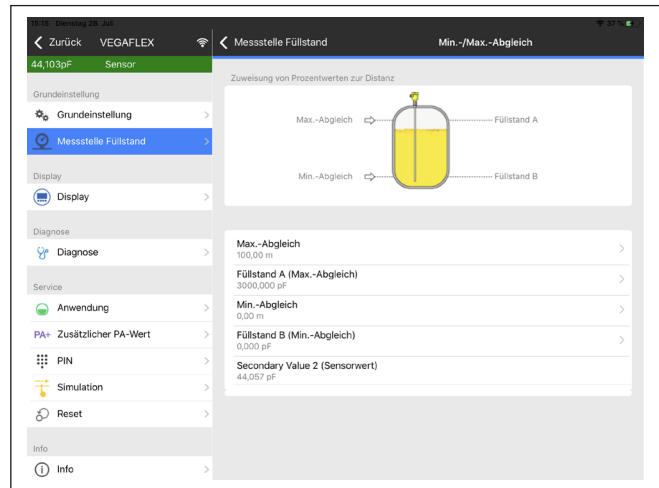 15:15 Dienstag 28. Juli
37 %
Zurück VEGAFLEX
Messstelle Füllstand
Min.-/Max.-Abgleich
44,103pF Sensor
Grundeinstellung
Grundeinstellung
Messstelle Füllstand
Display
Display
Diagnose
Diagnose
Service
Anwendung
PA+ Zusätzlicher PA-Wert
PIN
Simulation
Reset
Info
Info
Zuweisung von Prozentwerten zur Distanz
Max.-Abgleich
Füllstand A
Min.-Abgleich
Füllstand B
Max.-Abgleich
100,00 m
Füllstand A (Max.-Abgleich)
3000,000 pF
Min.-Abgleich
0,00 m
Füllstand B (Min.-Abgleich)
0,000 pF
Secondary Value 2 (Sensorwert)
44,057 pF